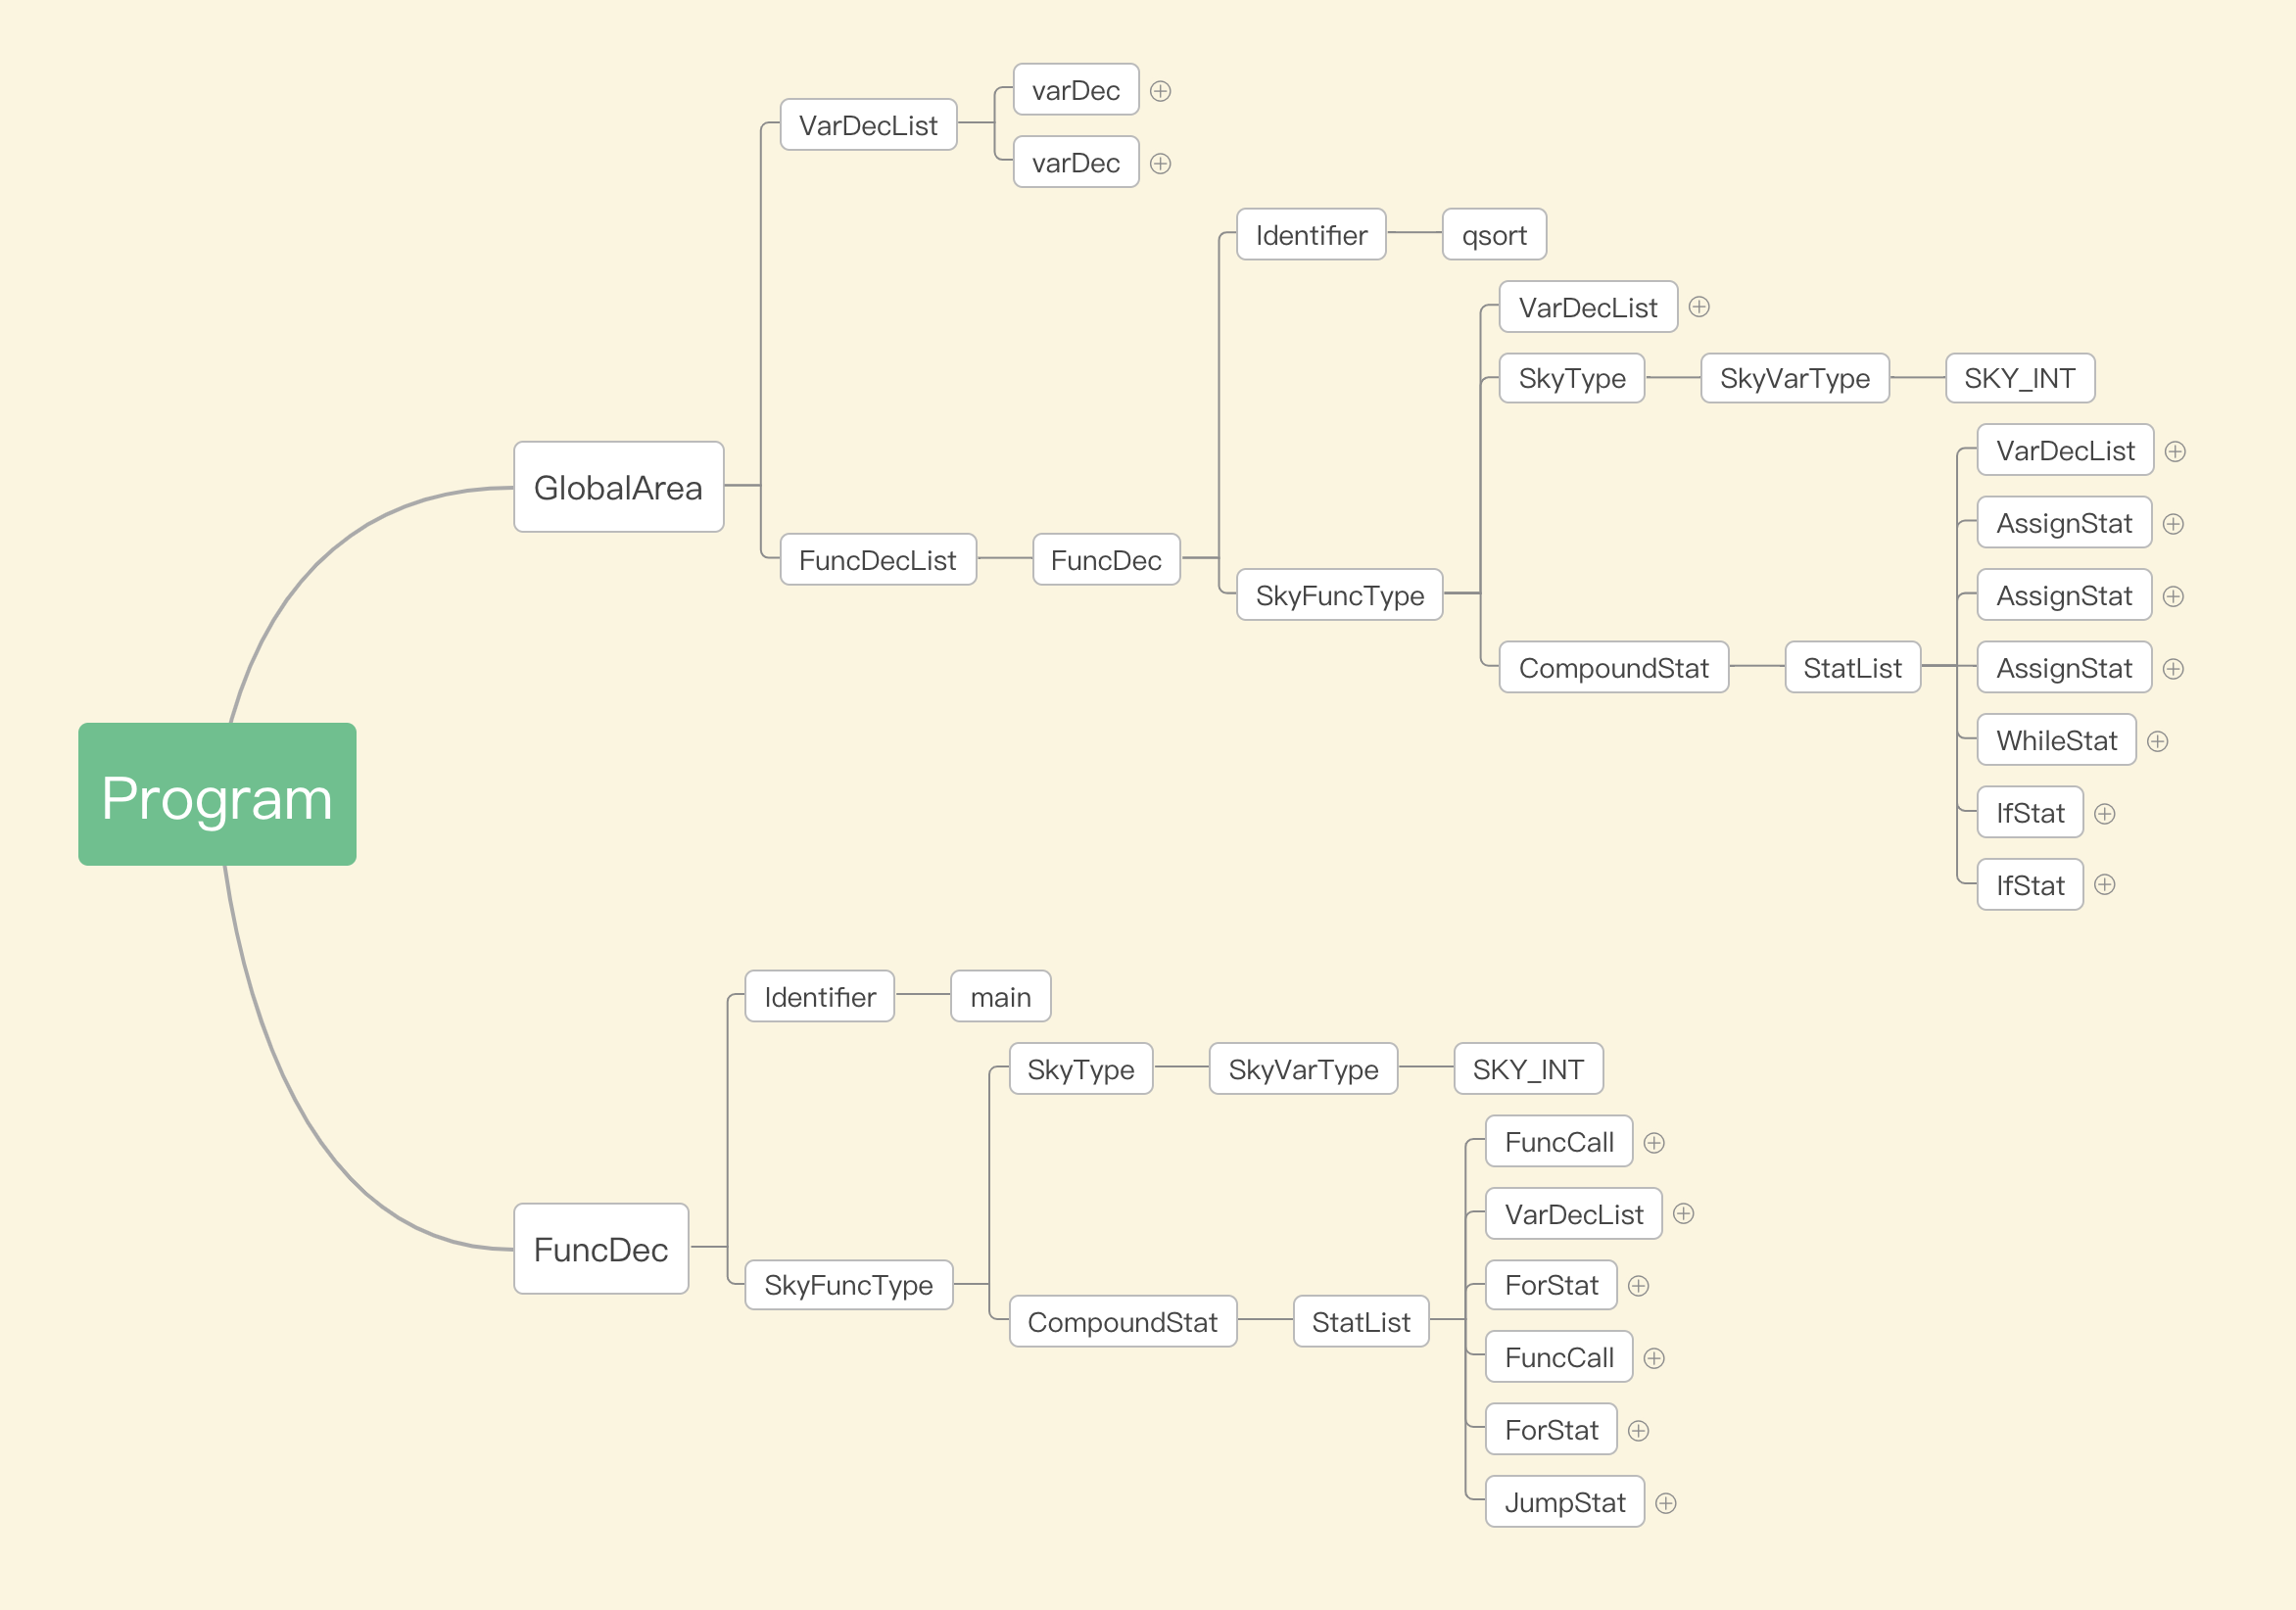 Program
GlobalArea
VarDecList
varDec
varDec
FuncDecList
FuncDec
Identifier
qsort
SkyFuncType
VarDecList
SkyType
SkyVarType
SKY_INT
CompoundStat
StatList
VarDecList
AssignStat
AssignStat
AssignStat
WhileStat
IfStat
IfStat
FuncDec
Identifier
main
SkyFuncType
SkyType
SkyVarType
SKY_INT
CompoundStat
StatList
FuncCall
VarDecList
ForStat
FuncCall
ForStat
JumpStat